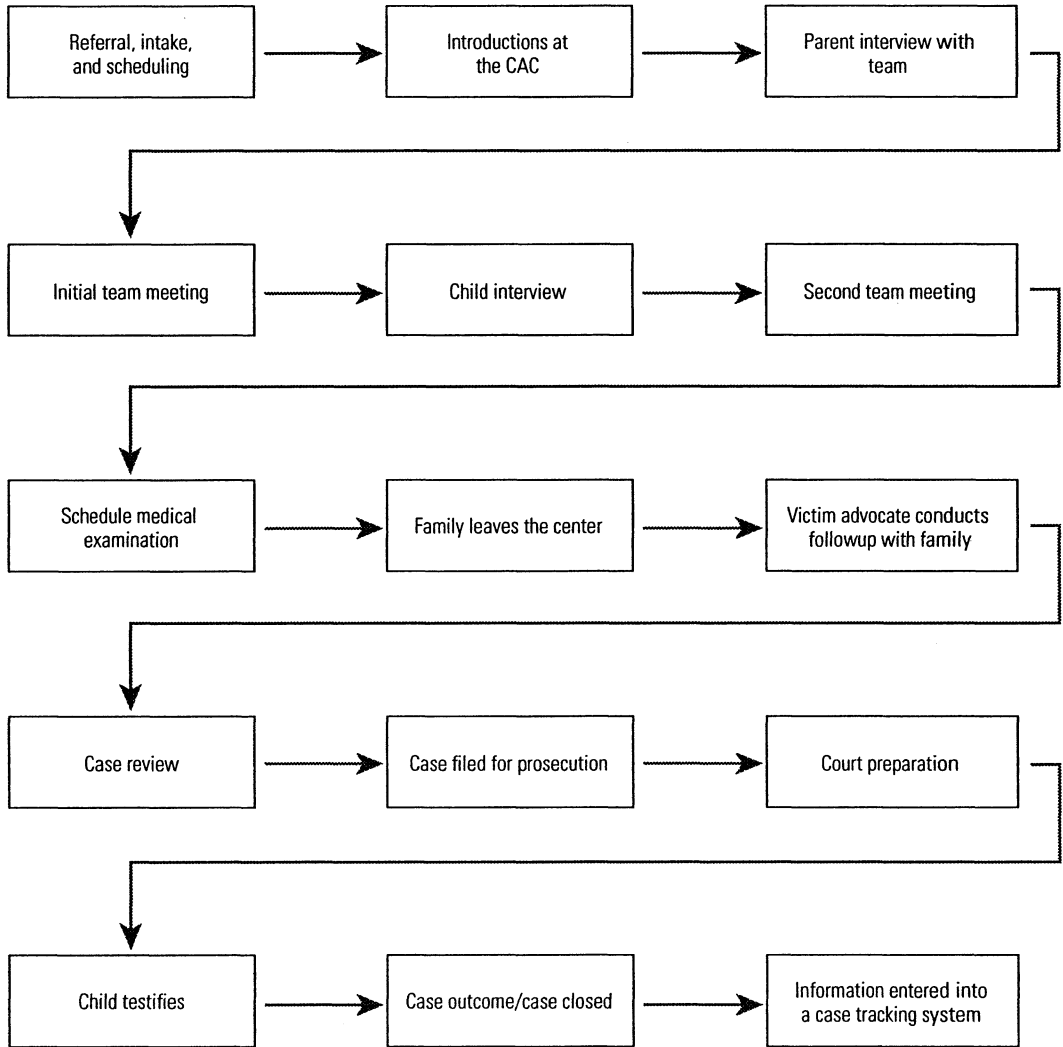 Referral, intake,
and scheduling
Introductions at
the CAC
Parent interview with
team
Initial team meeting
Child interview
Second team meeting
Schedule medical
examination
Family leaves the center
Victim advocate conducts
followup with family
Case review
Case filed for prosecution
Court preparation
Child testifies
Case outcome/case closed
Information entered into
a case tracking system